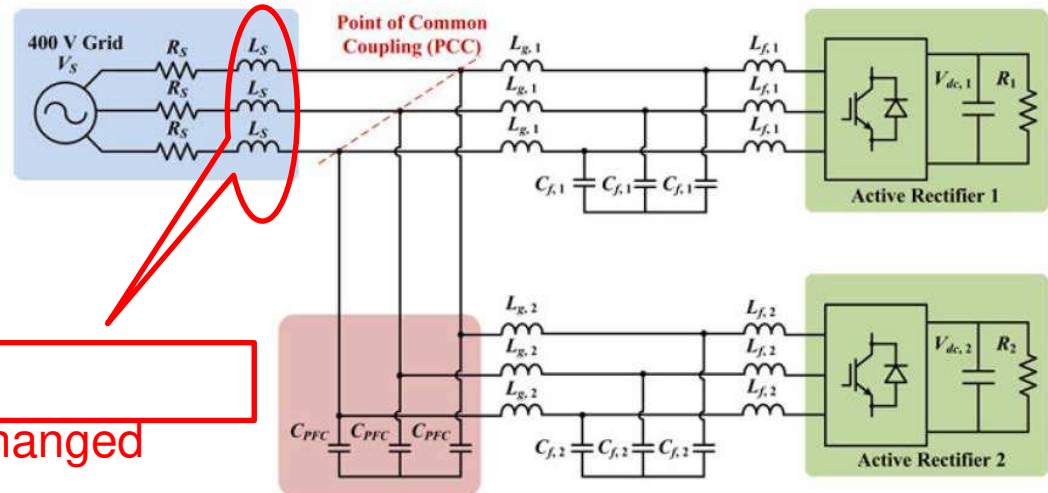 400 V Grid
V_S
R_S
L_S
R_S
L_S
R_S
L_S
Point of Common
Coupling (PCC)
L_g, 1
L_g, 1
L_g, 1
L_f, 1
L_f, 1
L_f, 1
C_f, 1 C_f, 1 C_f, 1
V_dc, 1
R_1
Active Rectifier 1
L_g, 2
L_g, 2
L_g, 2
L_f, 2
L_f, 2
L_f, 2
C_f, 2 C_f, 2 C_f, 2
V_dc, 2
R_2
Active Rectifier 2
C_PFC C_PFC C_PFC
hanged